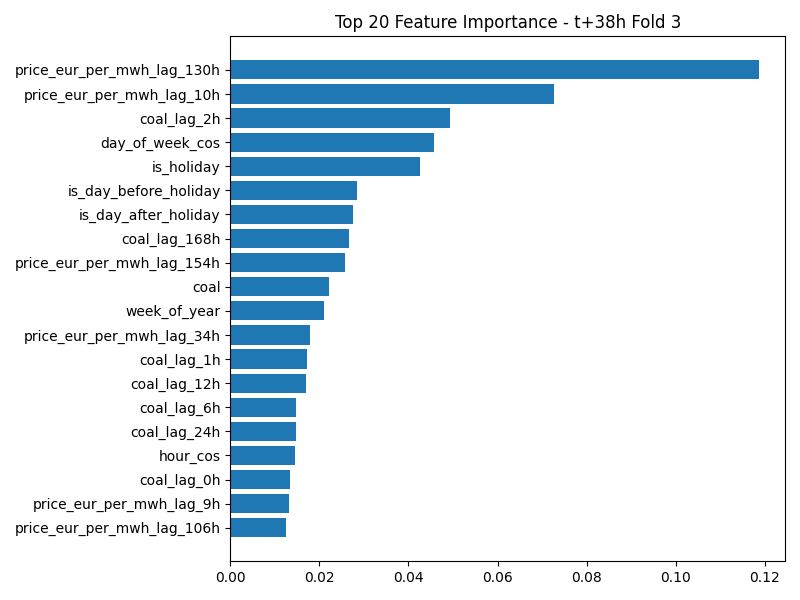 Top 20 Feature Importance - t+38h Fold 3
price_eur_per_mwh_lag_130h
price_eur_per_mwh_lag_10h
coal_lag_2h
day_of_week_cos
is_holiday
is_day_before_holiday
is_day_after_holiday
coal_lag_168h
price_eur_per_mwh_lag_154h
coal
week_of_year
price_eur_per_mwh_lag_34h
coal_lag_1h
coal_lag_12h
coal_lag_6h
coal_lag_24h
hour_cos
coal_lag_0h
price_eur_per_mwh_lag_9h
price_eur_per_mwh_lag_106h
0.00 0.02 0.04 0.06 0.08 0.10 0.12